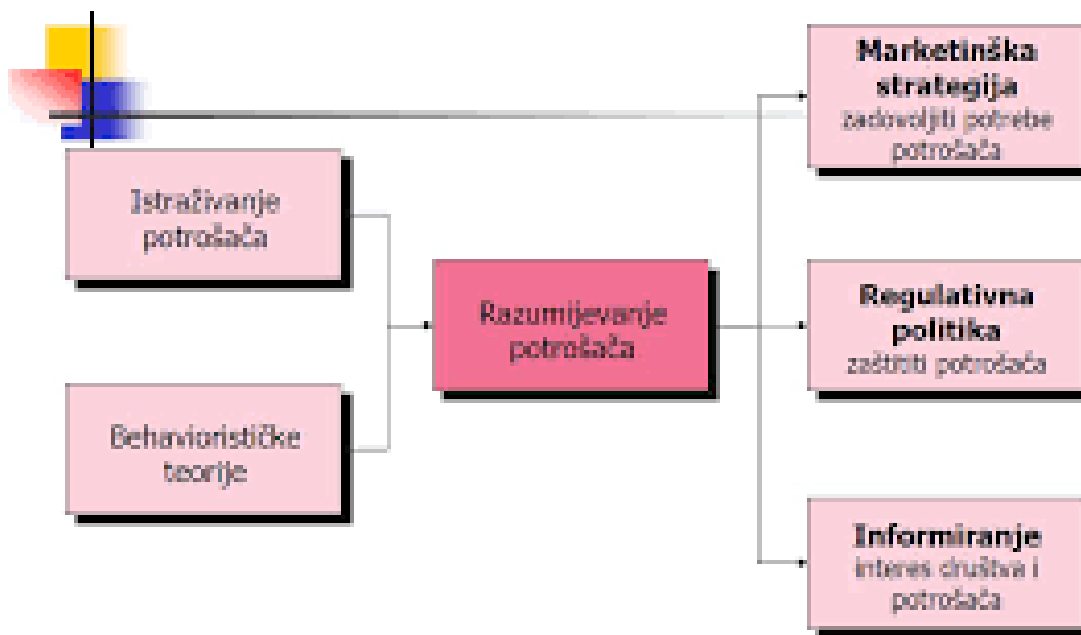 Istraživanje
potrošača
Behaviorističke
teorije
Razumijevanje
potrošača
Marketinška
strategija
zadovoljiti potrebe
potrošača
Regulativna
politika
zaštititi potrošača
Informiranje
interes društva i
potrošača